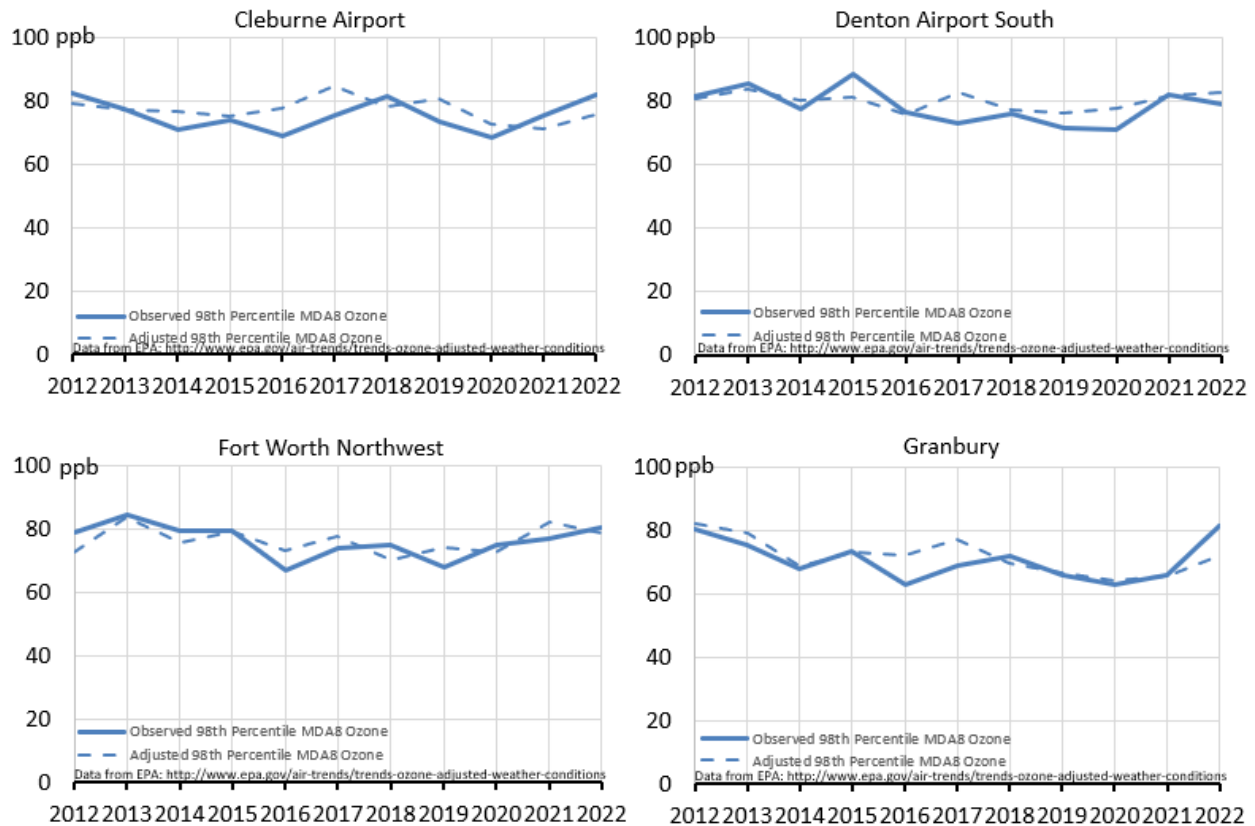 Cleburne Airport
100 ppb
80
60
40
20
0
Observed 98th Percentile MDA8 Ozone
Adjusted 98th Percentile MDA8 Ozone
Data from EPA: http://www.epa.gov/air-trends/trends-ozone-adjusted-weather-conditions
2012 2013 2014 2015 2016 2017 2018 2019 2020 2021 2022
Denton Airport South
100 ppb
80
60
40
20
0
Observed 98th Percentile MDA8 Ozone
Adjusted 98th Percentile MDA8 Ozone
Data from EPA: http://www.epa.gov/air-trends/trends-ozone-adjusted-weather-conditions
2012 2013 2014 2015 2016 2017 2018 2019 2020 2021 2022
Fort Worth Northwest
100 ppb
80
60
40
20
0
Observed 98th Percentile MDA8 Ozone
Adjusted 98th Percentile MDA8 Ozone
Data from EPA: http://www.epa.gov/air-trends/trends-ozone-adjusted-weather-conditions
2012 2013 2014 2015 2016 2017 2018 2019 2020 2021 2022
Granbury
100 ppb
80
60
40
20
0
Observed 98th Percentile MDA8 Ozone
Adjusted 98th Percentile MDA8 Ozone
Data from EPA: http://www.epa.gov/air-trends/trends-ozone-adjusted-weather-conditions
2012 2013 2014 2015 2016 2017 2018 2019 2020 2021 2022